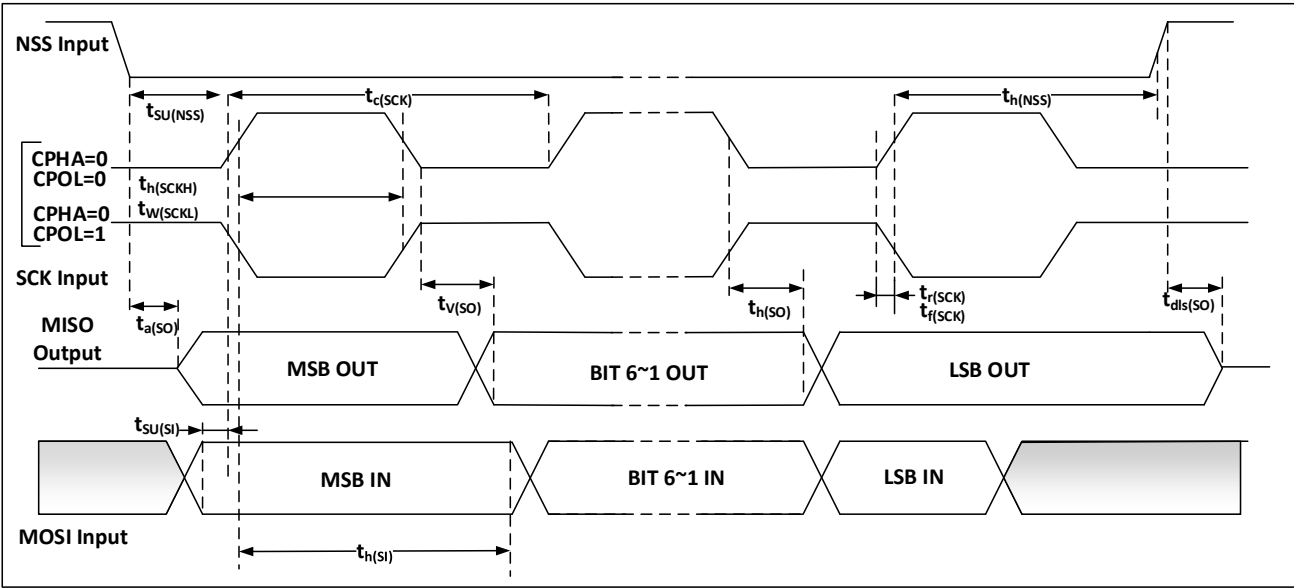 NSS Input
tSU(NSS)
tc(SCK)
th(NSS)
CPHA=0
CPOL=0
th(SCKH)
tW(SCKL)
CPHA=0
CPOL=1
SCK Input
ta(SO)
tV(SO)
th(SO)
tr(SCK)
tf(SCK)
tdIs(SO)
MISO
Output
MSB OUT
BIT 6~1 OUT
LSB OUT
tSU(SI)
MSB IN
BIT 6~1 IN
LSB IN
MOSI Input
th(SI)